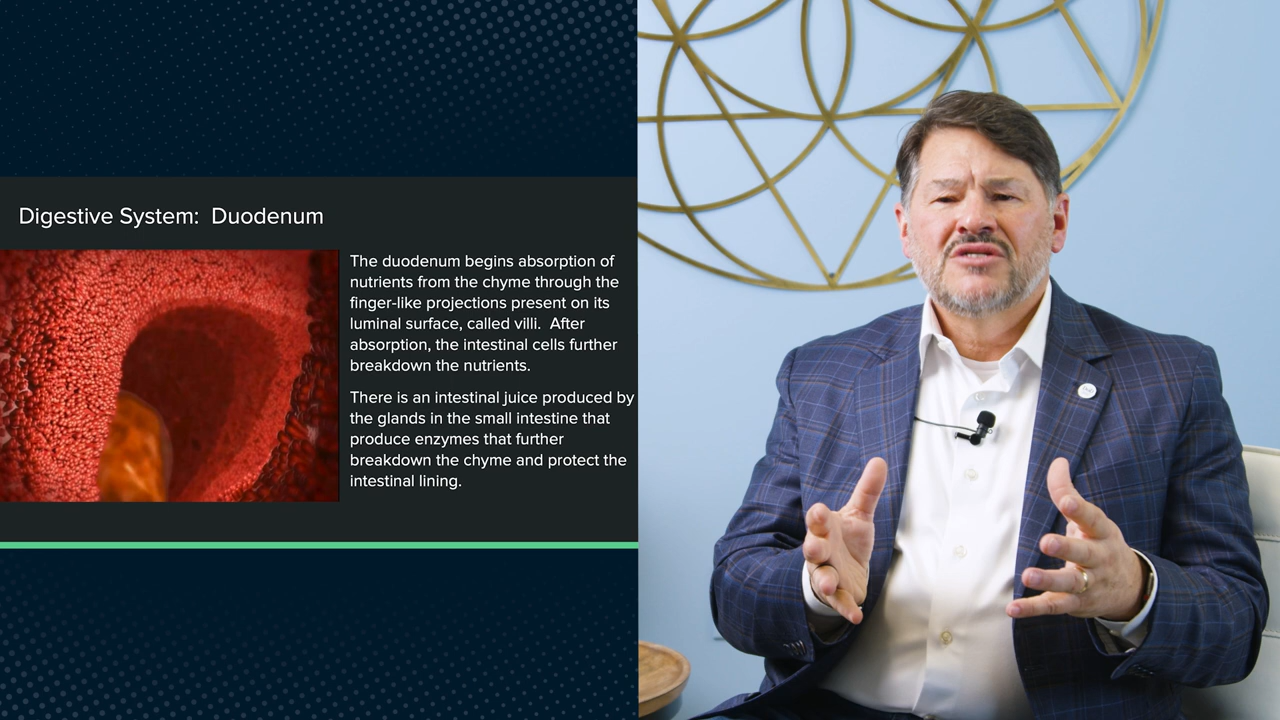 Digestive System:  Duodenum
The duodenum begins absorption of
nutrients from the chyme through the
finger-like projections present on its
luminal surface, called villi.  After
absorption, the intestinal cells further
breakdown the nutrients.
There is an intestinal juice produced by
the glands in the small intestine that
produce enzymes that further
breakdown the chyme and protect the
intestinal lining.